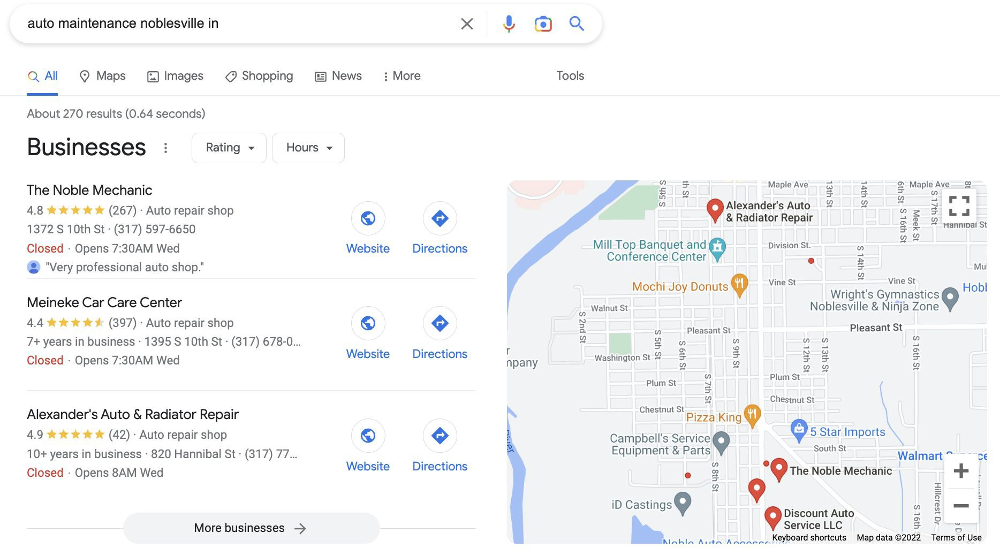 auto maintenance noblesville in
All
Maps
Images
Shopping
News
More
Tools
About 270 results (0.64 seconds)
Businesses
Rating
Hours
The Noble Mechanic
4.8 (267) · Auto repair shop
1372 S 10th St · (317) 597-6650
Closed · Opens 7:30AM Wed
"Very professional auto shop."
Website
Directions
Meineke Car Care Center
4.4 (397) · Auto repair shop
7+ years in business · 1395 S 10th St · (317) 678-0...
Closed · Opens 7:30AM Wed
Website
Directions
Alexander's Auto & Radiator Repair
4.9 (42) · Auto repair shop
10+ years in business · 820 Hannibal St · (317) 77...
Closed · Opens 8AM Wed
Website
Directions
More businesses
Maple Ave
Maple Ave
S 5th St
th St
13th St
14th St
6th St
S 17th St
8t
Alexander's Auto
& Radiator Repair
S 16th St
Meek St
Hannibal St
Mill Top Banquet and
Conference Center
Division St.
S 14th St
Mul
Mochi Joy Donuts
Vine St
Vine St
Hobb
Wright's Gymnastics
Noblesville & Ninja Zone
Walnut St
S 2nd St
Pleasant St
Pleasant St
S 5th St
S 6th St
S 9th St
S 12th St
S 13th St
S 16th St
Washington St
mpany
Plum St
S 7th St
Plum St
Chestnut St
Chestnut St
Pizza King
5 Star Imports
Campbell's Service
Equipment & Parts
South St
Walmart
River
The Noble Mechanic
S 8th St
Hillcrest Dr
iD Castings
S 16th S
Discount Auto
Service LLC
Noble Auto Accessories
Keyboard shortcuts
Map data ©2022
Terms of Use